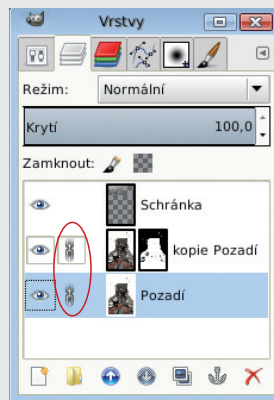 Vrstvy
Režim: Normální
Krytí 100,0
Zamknout:
Schránka
kopie Pozadí
Pozadí